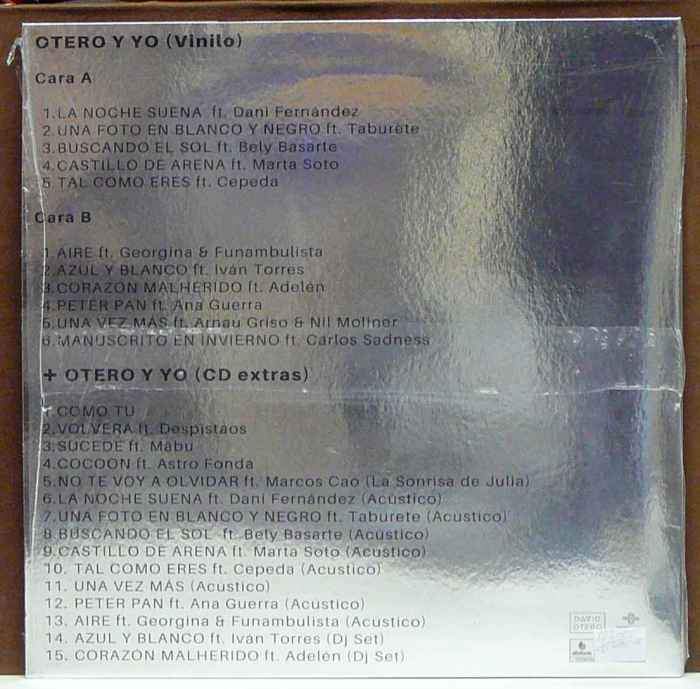 OTERO Y YO (Vinilo)
Cara A
1.LA NOCHE SUENA ft. Dani Fernández
2.UNA FOTO EN BLANCO Y NEGRO ft. Taburete
3.BUSCANDO EL SOL ft. Bely Basarte
4.CASTILLO DE ARENA ft. Marta Soto
5.TAL COMO ERES ft. Cepeda
Cara B
1.AIRE ft. Georgina & Funambulista
2.AZUL Y BLANCO ft. Iván Torres
3.CORAZÓN MALHERIDO ft. Adelén
4.PETER PAN ft. Ana Guerra
5.UNA VEZ MÁS ft. Arnau Griso & Nil Moliner
6.MANUSCRITO EN INVIERNO ft. Carlos Sadness
+ OTERO Y YO (CD extras)
1.COMO TU
2.VOLVERÁ ft. Despistaos
3.SUCEDE ft. Mäbu
4.COCOON ft. Astro Fonda
5.NO TE VOY A OLVIDAR ft. Marcos Cao (La Sonrisa de Julia)
6.LA NOCHE SUENA ft. Dani Fernández (Acústico)
7.UNA FOTO EN BLANCO Y NEGRO ft. Taburete (Acústico)
8.BUSCANDO EL SOL ft. Bely Basarte (Acústico)
9.CASTILLO DE ARENA ft. Marta Soto (Acústico)
10. TAL COMO ERES ft. Cepeda (Acústico)
11. UNA VEZ MÁS (Acústico)
12. PETER PAN ft. Ana Guerra (Acústico)
13. AIRE ft. Georgina & Funambulista (Acústico)
14. AZUL Y BLANCO ft. Iván Torres (Dj Set)
15. CORAZÓN MALHERIDO ft. Adelén (Dj Set)
DAVID
OTERO